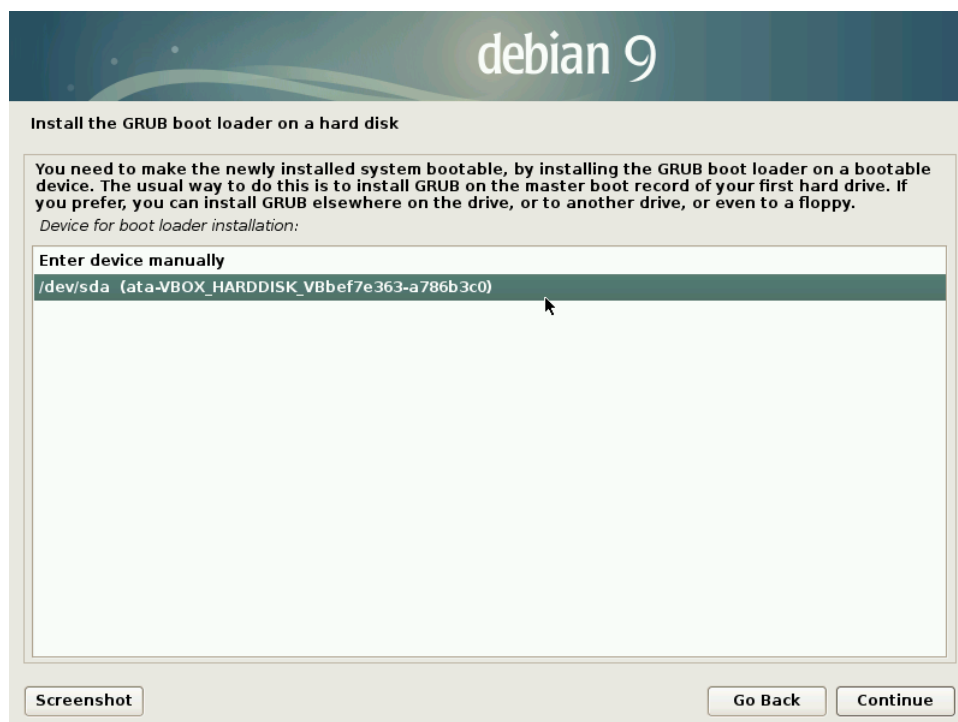 debian 9
Install the GRUB boot loader on a hard disk
You need to make the newly installed system bootable, by installing the GRUB boot loader on a bootable
device. The usual way to do this is to install GRUB on the master boot record of your first hard drive. If
you prefer, you can install GRUB elsewhere on the drive, or to another drive, or even to a floppy.
Device for boot loader installation:
Enter device manually
/dev/sda (ata-VBOX_HARDDISK_VBbef7e363-a786b3c0)
Screenshot
Go Back
Continue